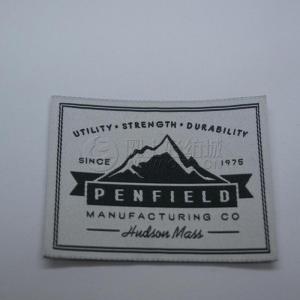 UTILITY • STRENGTH • DURABILITY
SINCE 1975
PENFIELD
MANUFACTURING CO
Hudson Mass